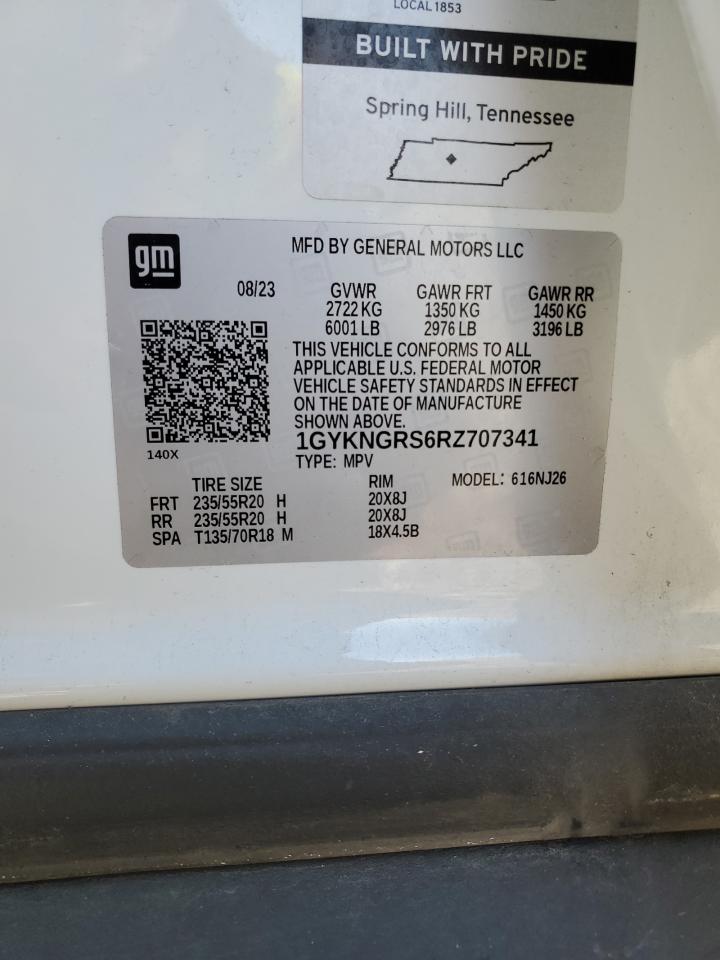 LOCAL 1853
BUILT WITH PRIDE
Spring Hill, Tennessee
gm
MFD BY GENERAL MOTORS LLC
08/23 GVWR GAWR FRT GAWR RR
2722 KG 1350 KG 1450 KG
6001 LB 2976 LB 3196 LB
THIS VEHICLE CONFORMS TO ALL
APPLICABLE U.S. FEDERAL MOTOR
VEHICLE SAFETY STANDARDS IN EFFECT
ON THE DATE OF MANUFACTURE
SHOWN ABOVE.
1GYKNGRS6RZ707341
140X
TYPE: MPV
TIRE SIZE RIM MODEL: 616NJ26
FRT 235/55R20 H 20X8J
RR 235/55R20 H 20X8J
SPA T135/70R18 M 18X4.5B